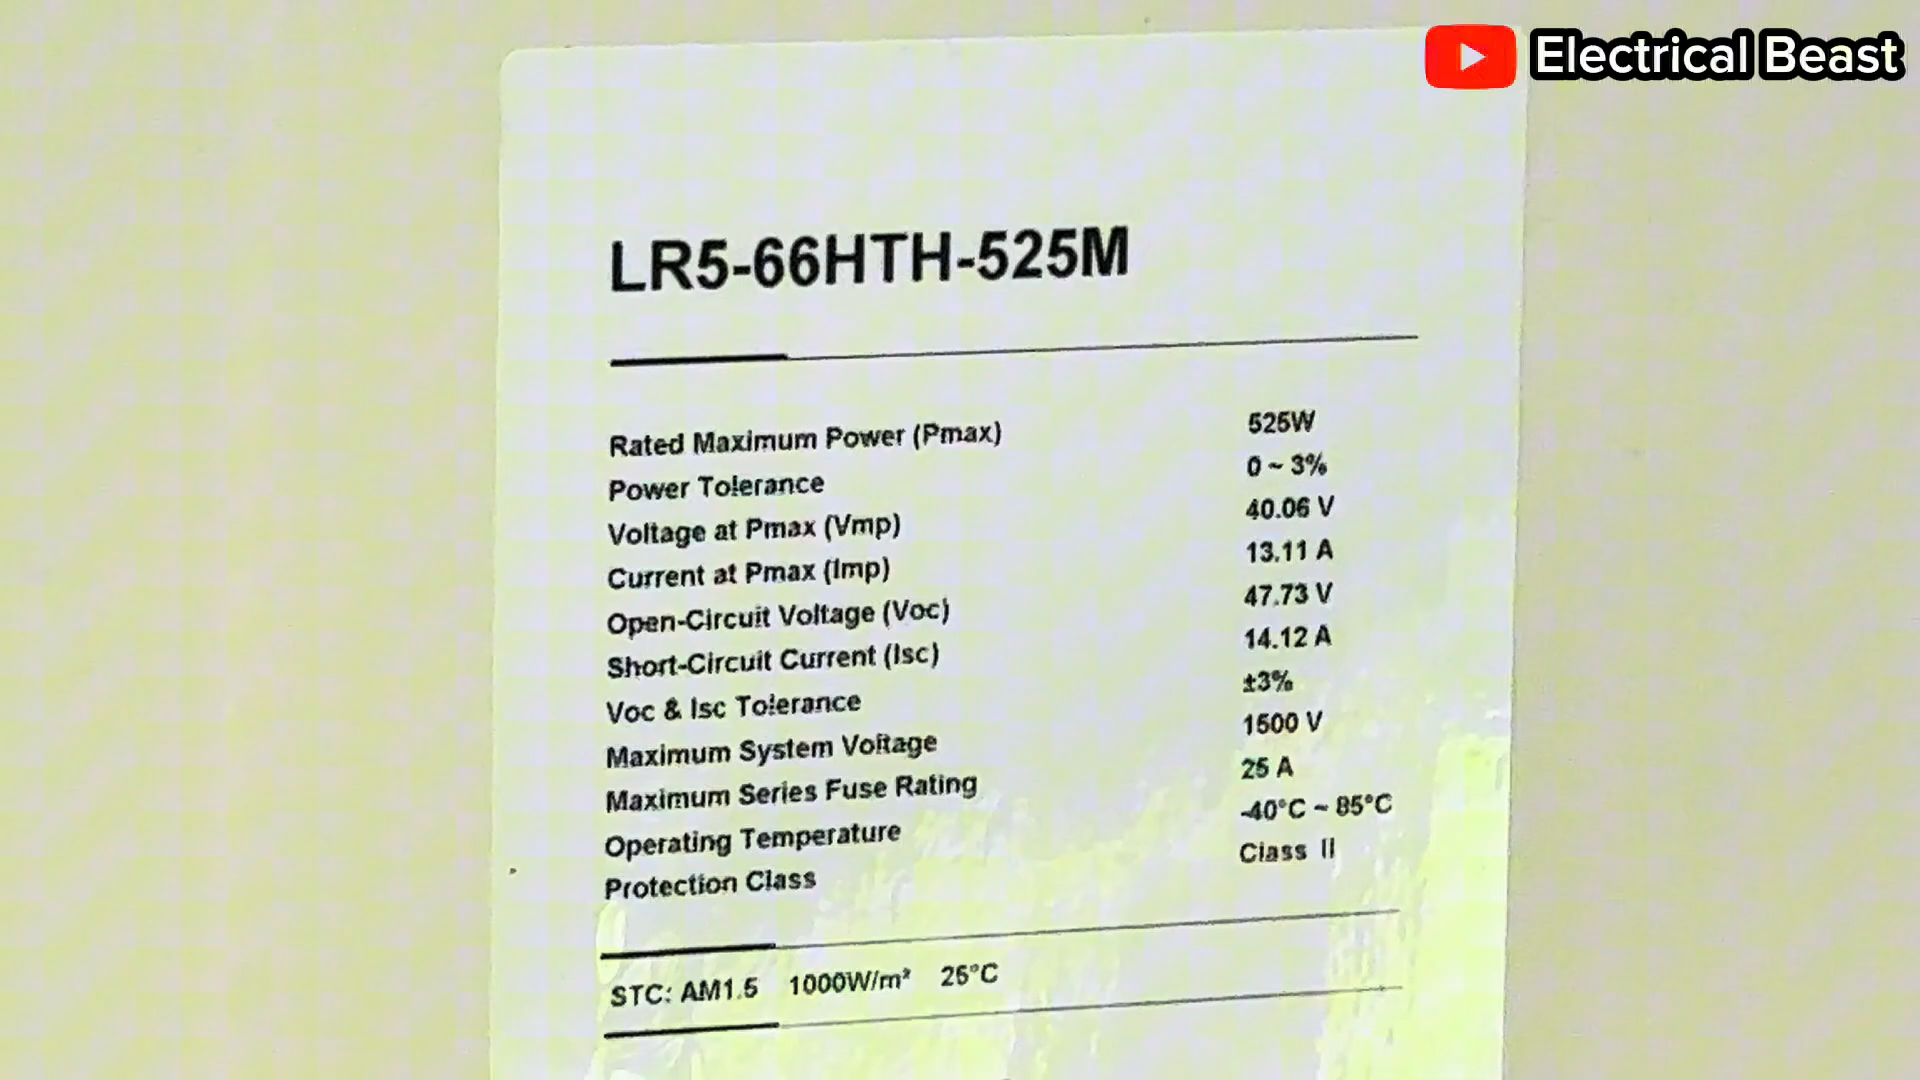 Electrical Beast
LR5-66HTH-525M
Rated Maximum Power (Pmax) 525W
Power Tolerance 0 ~ 3%
Voltage at Pmax (Vmp) 40.06 V
Current at Pmax (Imp) 13.11 A
Open-Circuit Voltage (Voc) 47.73 V
Short-Circuit Current (Isc) 14.12 A
Voc & Isc Tolerance ±3%
Maximum System Voltage 1500 V
Maximum Series Fuse Rating 25 A
Operating Temperature -40°C ~ 85°C
Protection Class Class II
STC: AM1.5 1000W/m² 25°C